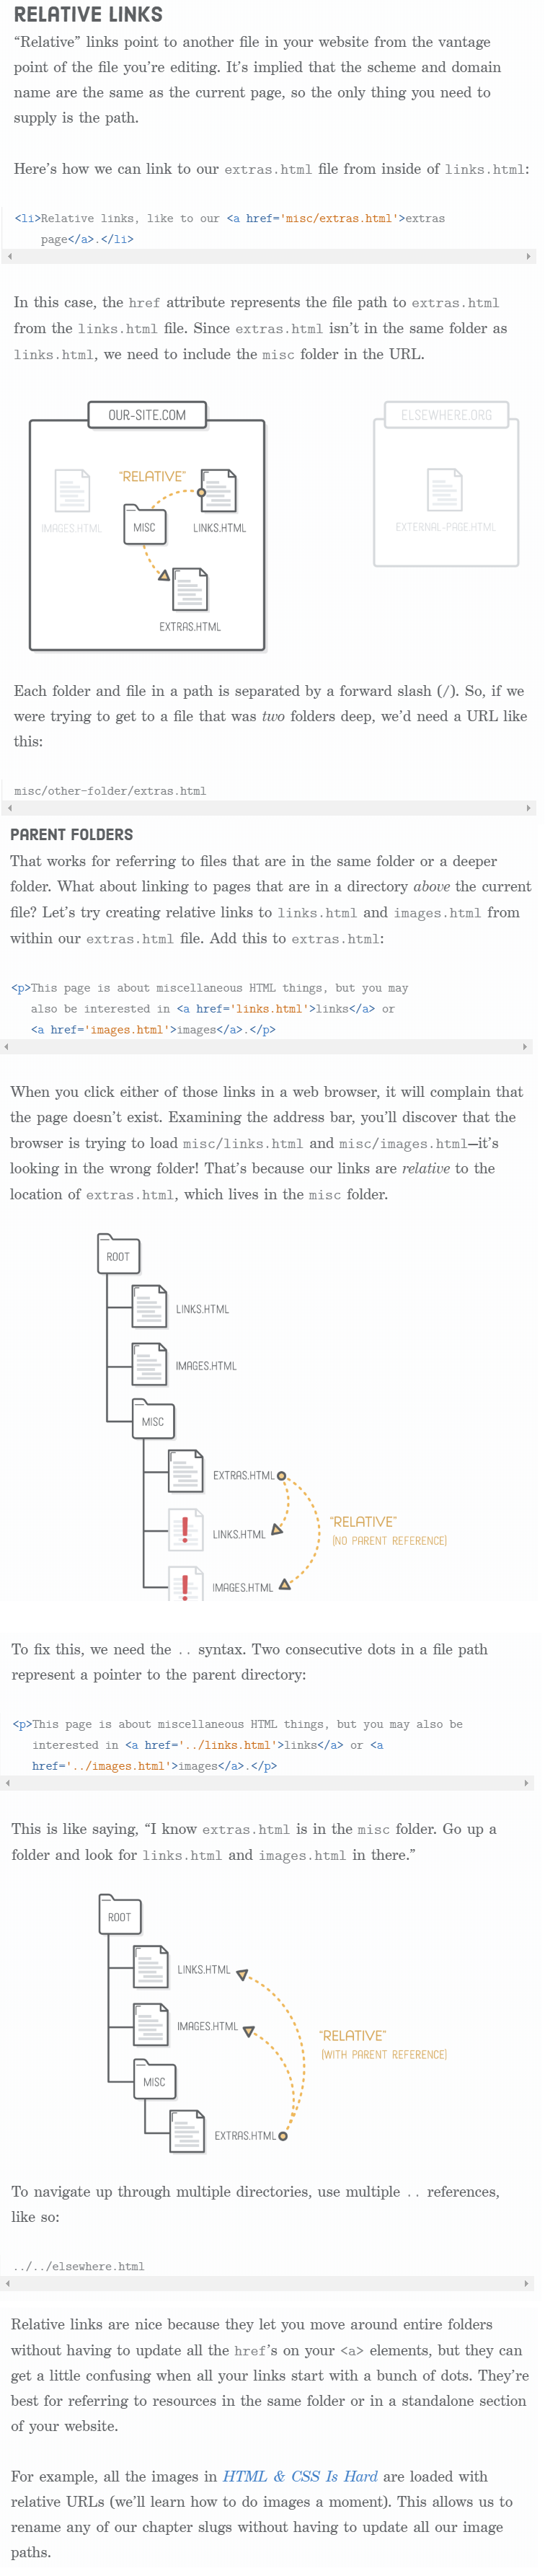 RELATIVE LINKS
“Relative” links point to another file in your website from the vantage
point of the file you’re editing. It’s implied that the scheme and domain
name are the same as the current page, so the only thing you need to
supply is the path.
Here’s how we can link to our extras.html file from inside of links.html:
<li>Relative links, like to our <a href='misc/extras.html'>extras
page</a>.</li>
In this case, the href attribute represents the file path to extras.html
from the links.html file. Since extras.html isn’t in the same folder as
links.html, we need to include the misc folder in the URL.
OUR-SITE.COM
ELSEWHERE.ORG
“RELATIVE”
IMAGES.HTML
MISC
LINKS.HTML
EXTERNAL-PAGE.HTML
EXTRAS.HTML
Each folder and file in a path is separated by a forward slash (/). So, if we
were trying to get to a file that was two folders deep, we’d need a URL like
this:
misc/other-folder/extras.html
PARENT FOLDERS
That works for referring to files that are in the same folder or a deeper
folder. What about linking to pages that are in a directory above the current
file? Let’s try creating relative links to links.html and images.html from
within our extras.html file. Add this to extras.html:
<p>This page is about miscellaneous HTML things, but you may
also be interested in <a href='links.html'>links</a> or
<a href='images.html'>images</a>.</p>
When you click either of those links in a web browser, it will complain that
the page doesn’t exist. Examining the address bar, you’ll discover that the
browser is trying to load misc/links.html and misc/images.html—it’s
looking in the wrong folder! That’s because our links are relative to the
location of extras.html, which lives in the misc folder.
ROOT
LINKS.HTML
IMAGES.HTML
MISC
EXTRAS.HTML
“RELATIVE”
(NO PARENT REFERENCE)
! LINKS.HTML
! IMAGES.HTML
To fix this, we need the .. syntax. Two consecutive dots in a file path
represent a pointer to the parent directory:
<p>This page is about miscellaneous HTML things, but you may also be
interested in <a href='../links.html'>links</a> or <a
href='../images.html'>images</a>.</p>
This is like saying, “I know extras.html is in the misc folder. Go up a
folder and look for links.html and images.html in there.”
ROOT
LINKS.HTML
IMAGES.HTML
“RELATIVE”
(WITH PARENT REFERENCE)
MISC
EXTRAS.HTML
To navigate up through multiple directories, use multiple .. references,
like so:
../../elsewhere.html
Relative links are nice because they let you move around entire folders
without having to update all the href’s on your <a> elements, but they can
get a little confusing when all your links start with a bunch of dots. They’re
best for referring to resources in the same folder or in a standalone section
of your website.
For example, all the images in HTML & CSS Is Hard are loaded with
relative URLs (we’ll learn how to do images a moment). This allows us to
rename any of our chapter slugs without having to update all our image
paths.